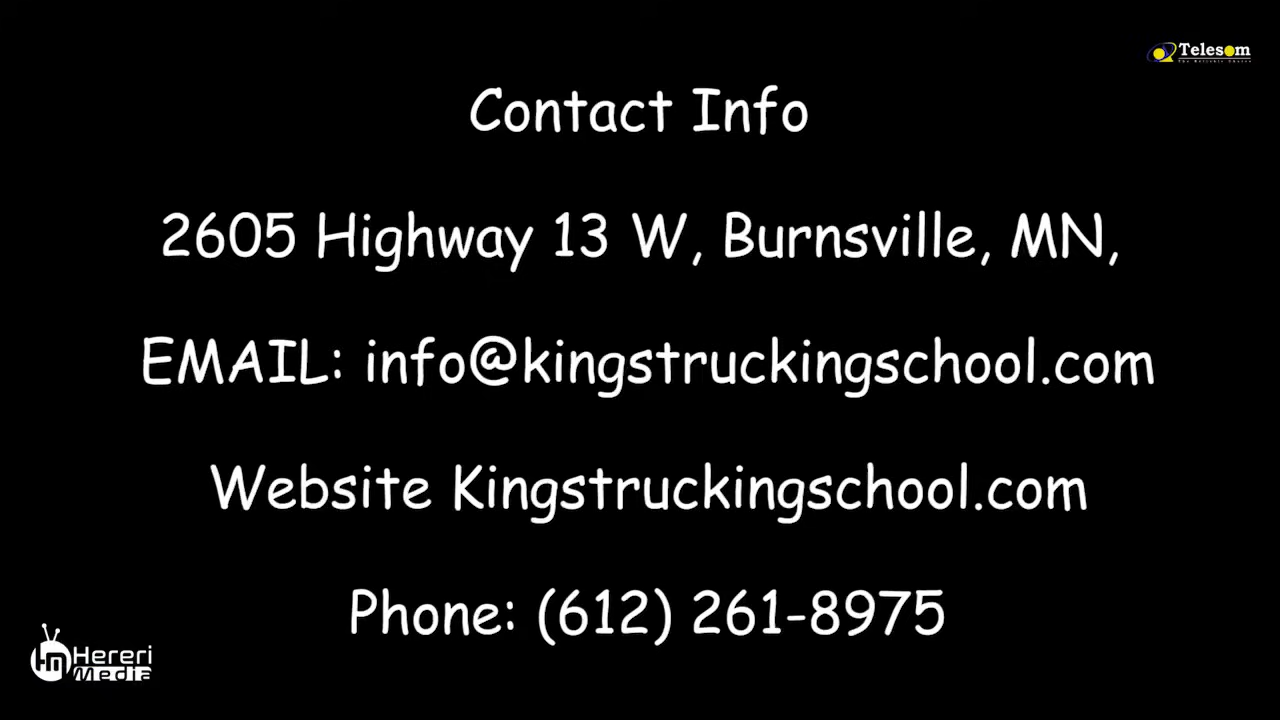 Telesom
Contact Info
2605 Highway 13 W, Burnsville, MN,
EMAIL: info@kingstruckingschool.com
Website Kingstruckingschool.com
Phone: (612) 261-8975
HM Hereri
Media